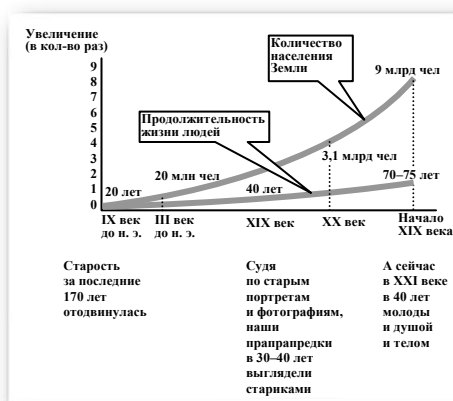 Увеличение
(в кол-во раз)
9
8
7
6
5
4
3
2
1
0
Количество
населения
Земли
9 млрд чел
Продолжительность
жизни людей
3,1 млрд чел
20 млн чел
70–75 лет
20 лет
40 лет
IX век
до н. э.
III век
до н. э.
XIX век
XX век
Начало
XIX века
Старость
за последние
170 лет
отодвинулась
Судя
по старым
портретам
и фотографиям,
наши
прапрапредки
в 30–40 лет
выглядели
стариками
А сейчас
в XXI веке
в 40 лет
молоды
и душой
и телом